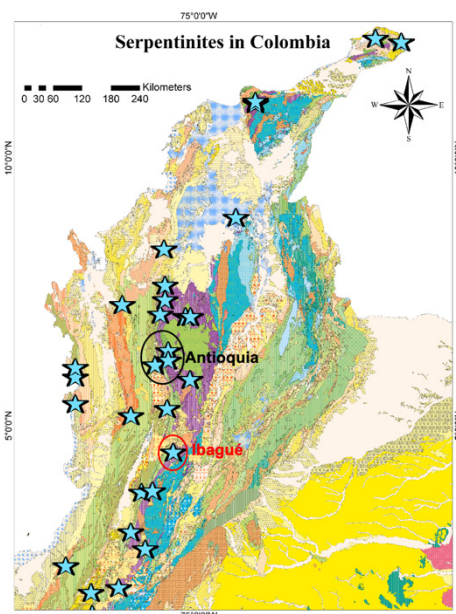 75°0'0"W
Serpentinites in Colombia
Kilometers
0 30 60 120 180 240
N
W E
S
10°0'0"N
Antioquia
5°0'0"N
Ibagué